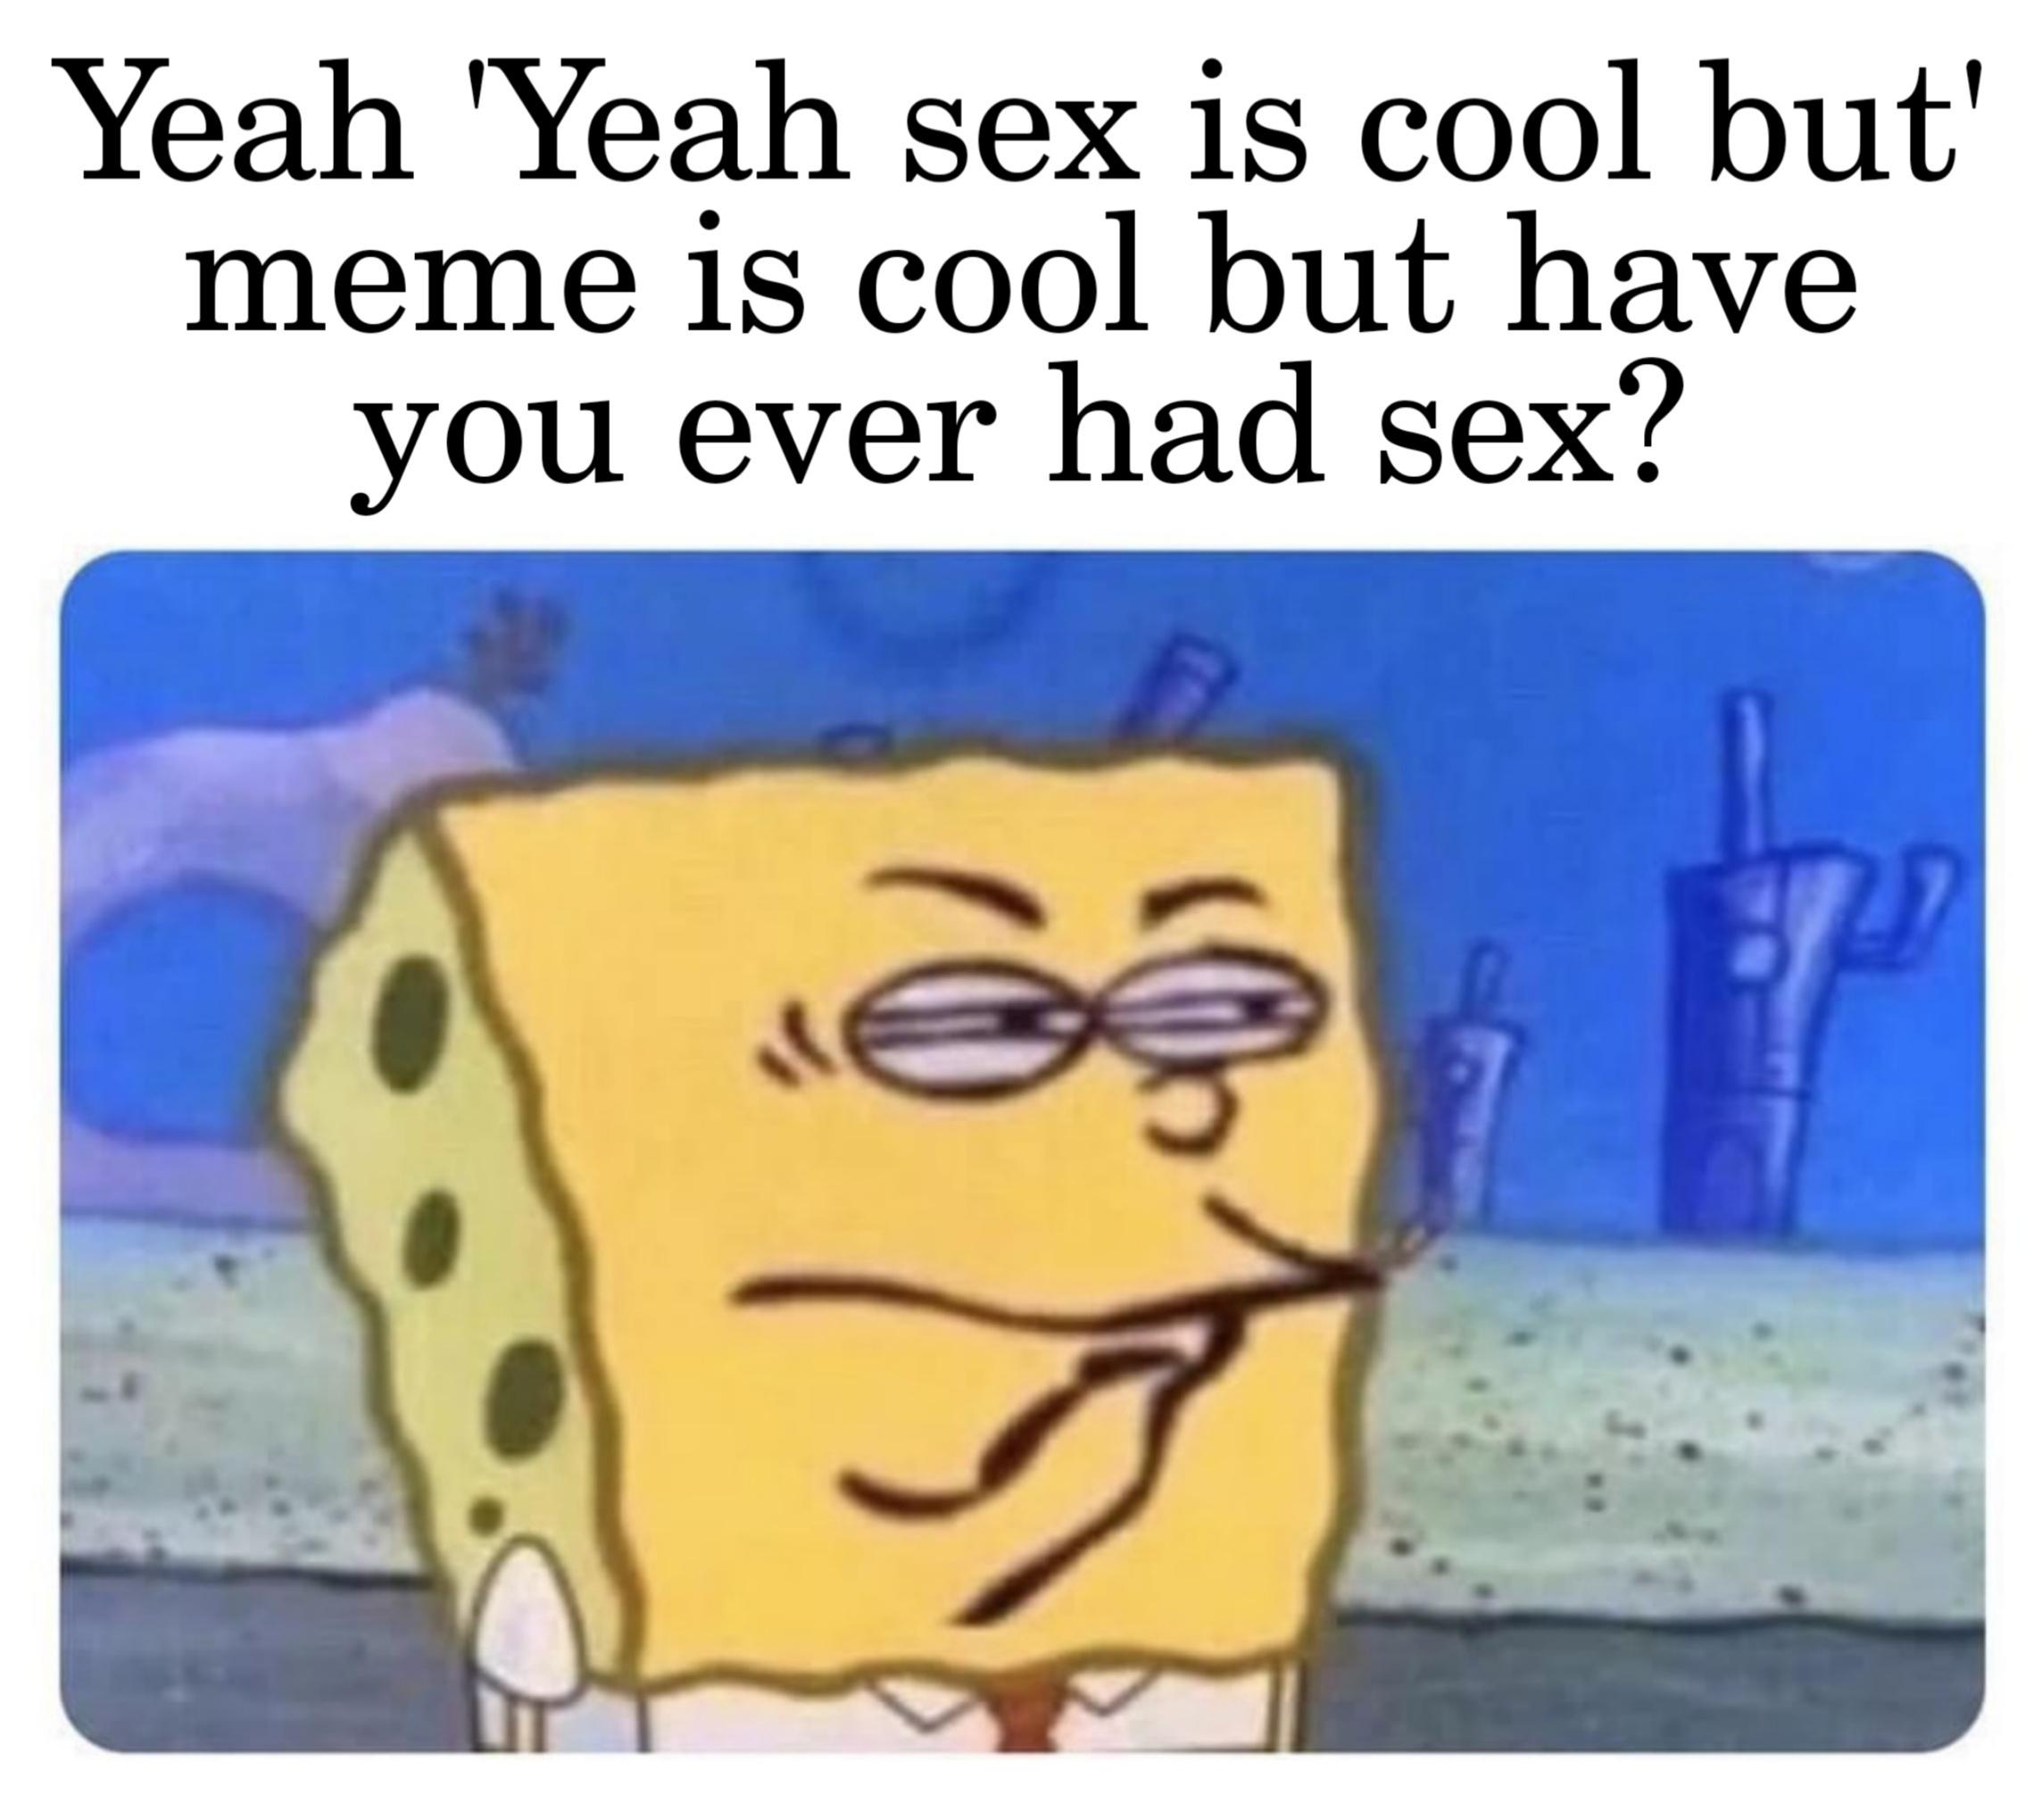 Yeah 'Yeah sex is cool but'
meme is cool but have
you ever had sex?